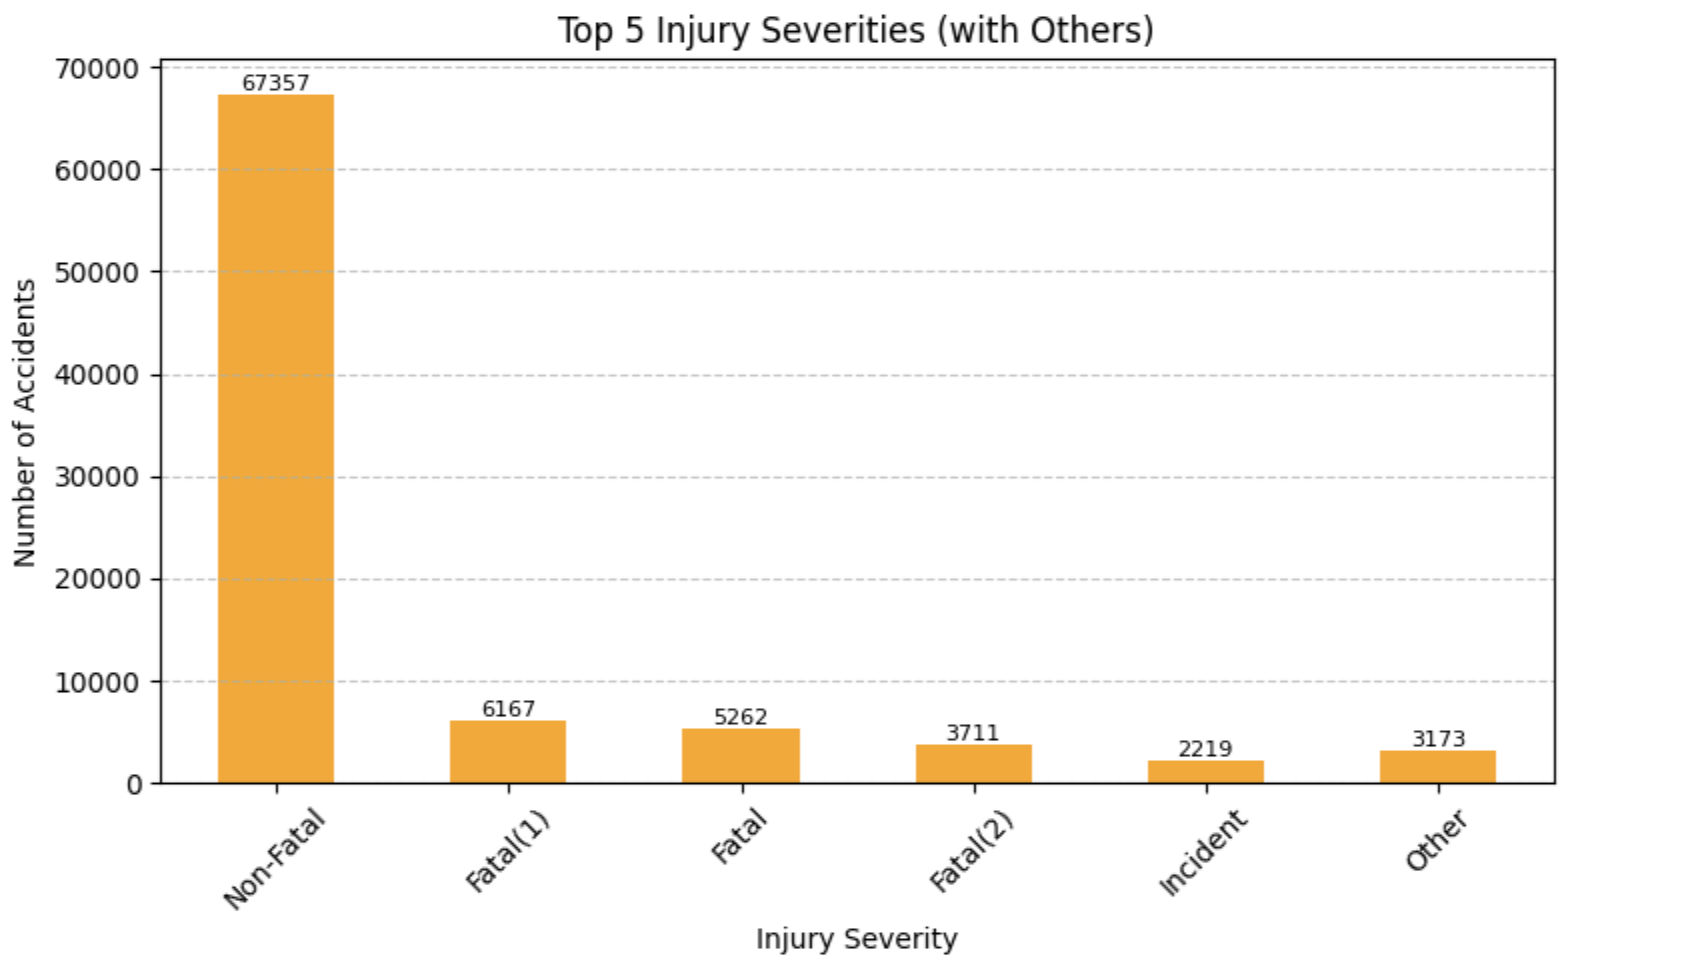 Top 5 Injury Severities (with Others)
Number of Accidents
70000
60000
50000
40000
30000
20000
10000
0
67357
6167
5262
3711
2219
3173
Non-Fatal
Fatal(1)
Fatal
Fatal(2)
Incident
Other
Injury Severity